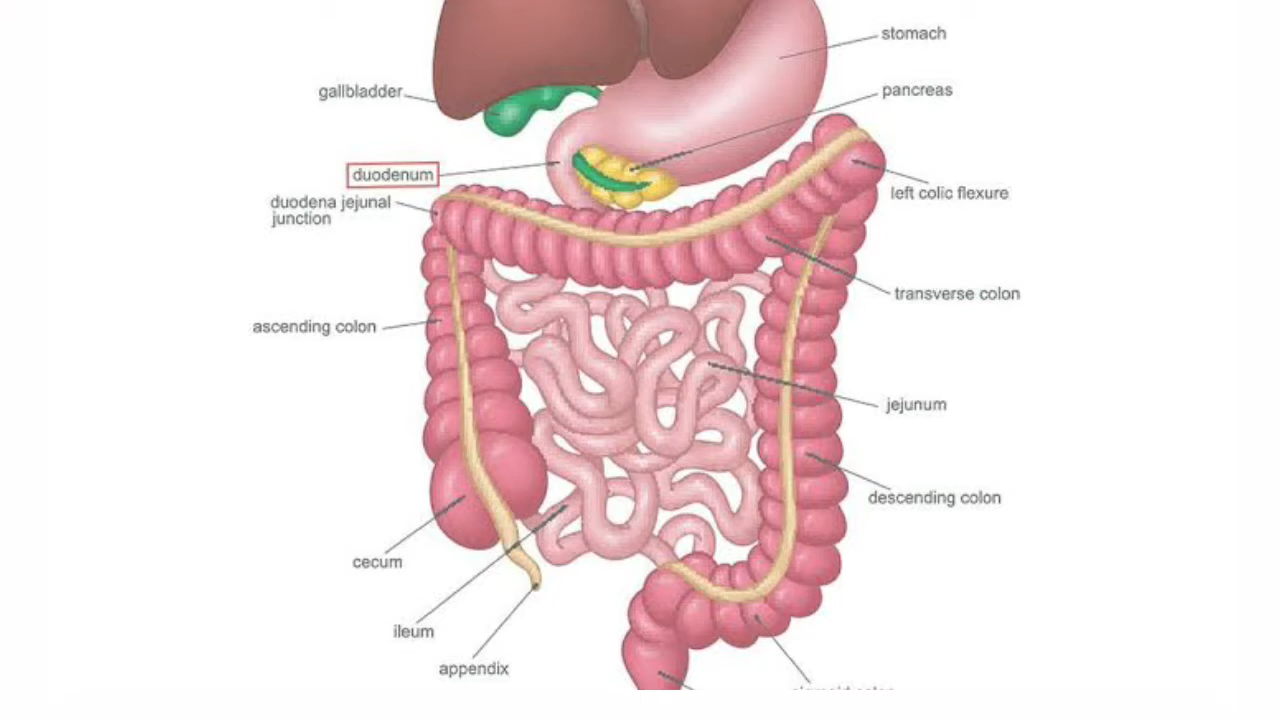 stomach
gallbladder
pancreas
duodenum
left colic flexure
duodena jejunal
junction
transverse colon
ascending colon
jejunum
descending colon
cecum
ileum
appendix